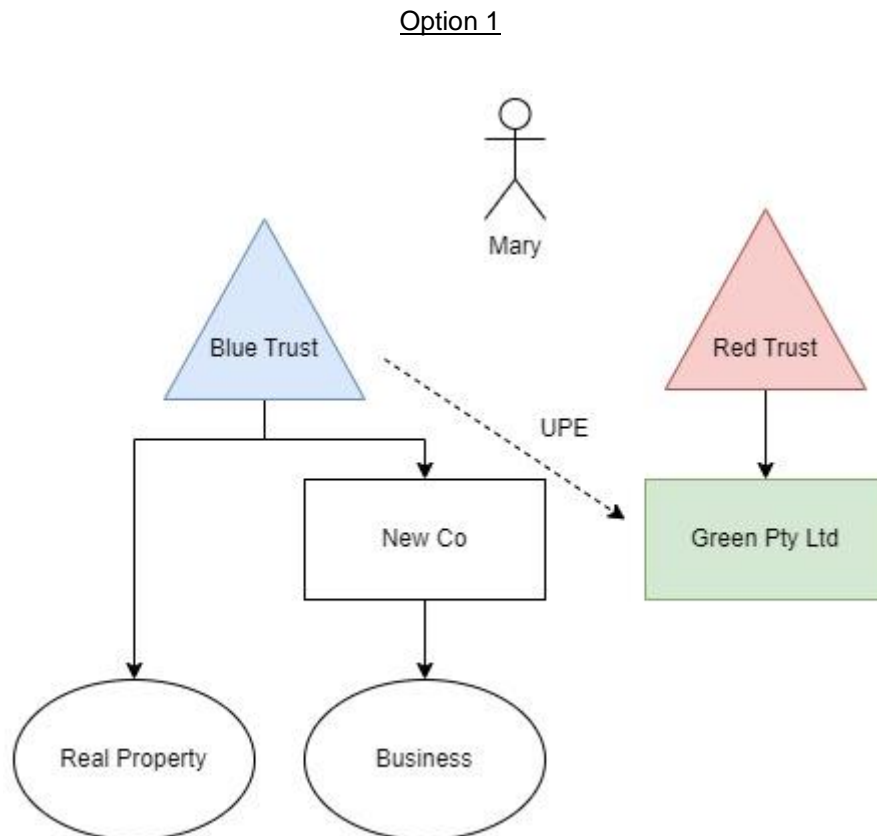 Option 1
Mary
Blue Trust
Red Trust
UPE
New Co
Green Pty Ltd
Real Property
Business